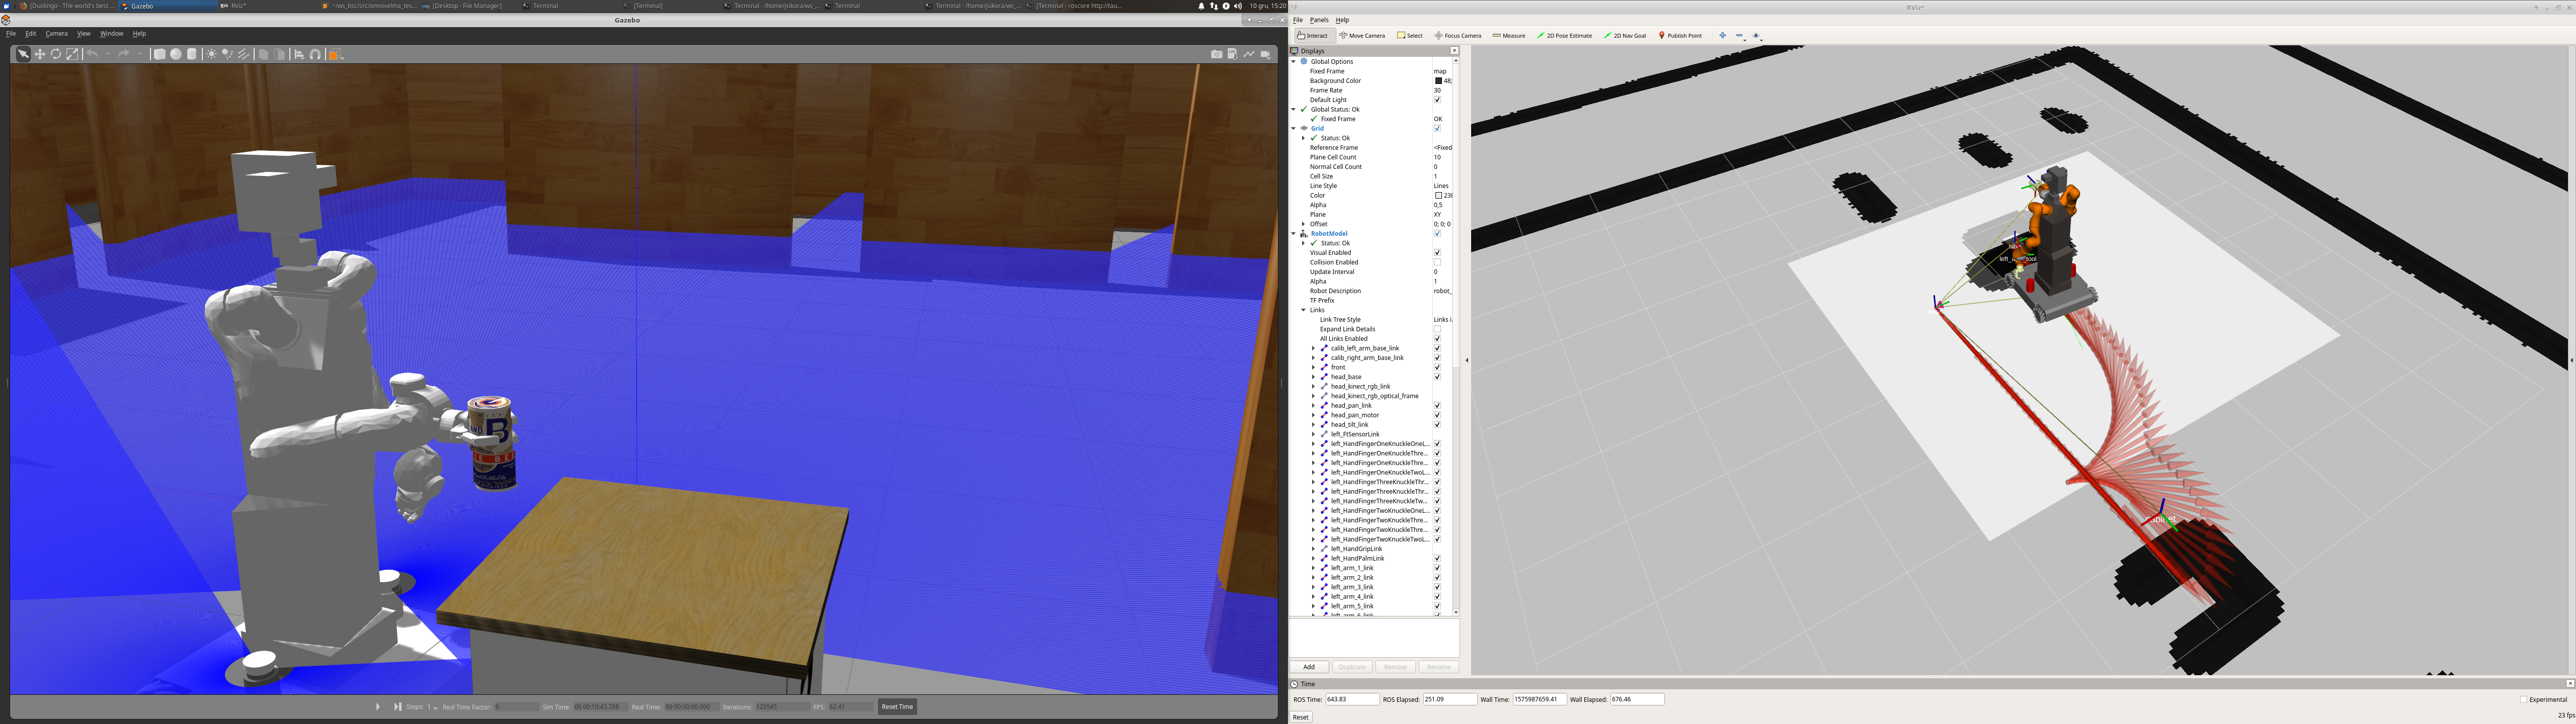 [Duolingo - The world's best ...
Gazebo
RViz*
~/ws_bsc/src/omnivelma_tes...
[Desktop - File Manager]
Terminal
[Terminal]
Terminal - /home/jsikora/ws_...
Terminal
Terminal - /home/jsikora/ws_...
[Terminal - roscore http://tau...
10 gru, 15:20
Gazebo
File Edit Camera View Window Help
B
Steps: 1 Real Time Factor: 0 Sim Time: 00 00:10:43.288 Real Time: 00 00:00:00.000 Iterations: 125545 FPS: 62.41 Reset Time
RViz*
File Panels Help
Interact Move Camera Select Focus Camera Measure 2D Pose Estimate 2D Nav Goal Publish Point
Displays
Global Options
Fixed Frame map
Background Color 48;
Frame Rate 30
Default Light
Global Status: Ok
Fixed Frame OK
Grid
Status: Ok
Reference Frame <Fixed
Plane Cell Count 10
Normal Cell Count 0
Cell Size 1
Line Style Lines
Color 238
Alpha 0,5
Plane XY
Offset 0; 0; 0
RobotModel
Status: Ok
Visual Enabled
Collision Enabled
Update Interval 0
Alpha 1
Robot Description robot_
TF Prefix
Links
Link Tree Style Links i
Expand Link Details
All Links Enabled
calib_left_arm_base_link
calib_right_arm_base_link
front
head_base
head_kinect_rgb_link
head_kinect_rgb_optical_frame
head_pan_link
head_pan_motor
head_tilt_link
left_FtSensorLink
left_HandFingerOneKnuckleOneL...
left_HandFingerOneKnuckleThre...
left_HandFingerOneKnuckleThre...
left_HandFingerOneKnuckleTwoL...
left_HandFingerThreeKnuckleThr...
left_HandFingerThreeKnuckleThr...
left_HandFingerThreeKnuckleTw...
left_HandFingerTwoKnuckleOneL...
left_HandFingerTwoKnuckleThre...
left_HandFingerTwoKnuckleThre...
left_HandFingerTwoKnuckleTwoL...
left_HandGripLink
left_HandPalmLink
left_arm_1_link
left_arm_2_link
left_arm_3_link
left_arm_4_link
left_arm_5_link
Add Duplicate Remove Rename
Time
ROS Time: 643.83 ROS Elapsed: 251.09 Wall Time: 1575987659.41 Wall Elapsed: 676.46 Experimental
Reset 23 fps